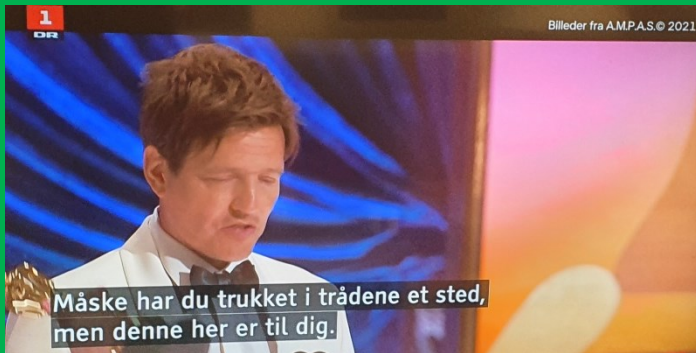 1
DR
Billeder fra A.M.P.A.S.© 2021
Måske har du trukket i trådene et sted,
men denne her er til dig.